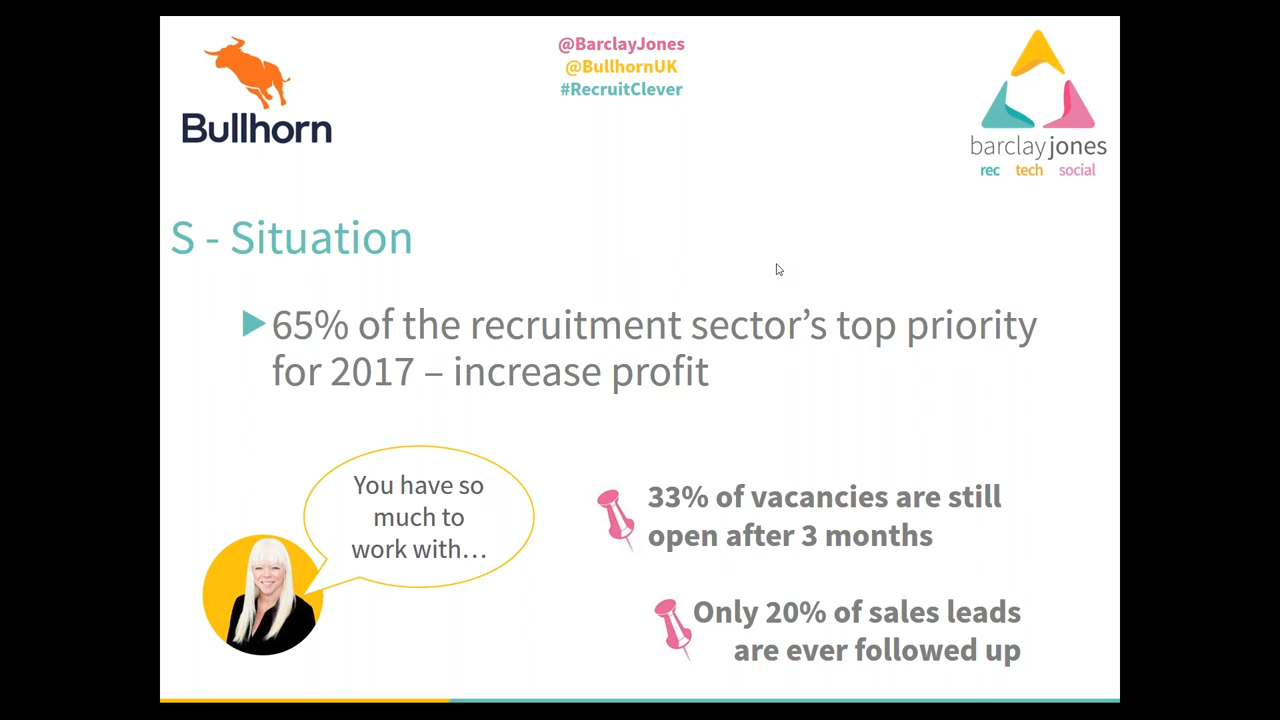 Bullhorn
@BarclayJones
@BullhornUK
#RecruitClever
barclayjones
rec tech social
S - Situation
65% of the recruitment sector’s top priority
for 2017 – increase profit
You have so
much to
work with…
33% of vacancies are still
open after 3 months
Only 20% of sales leads
are ever followed up